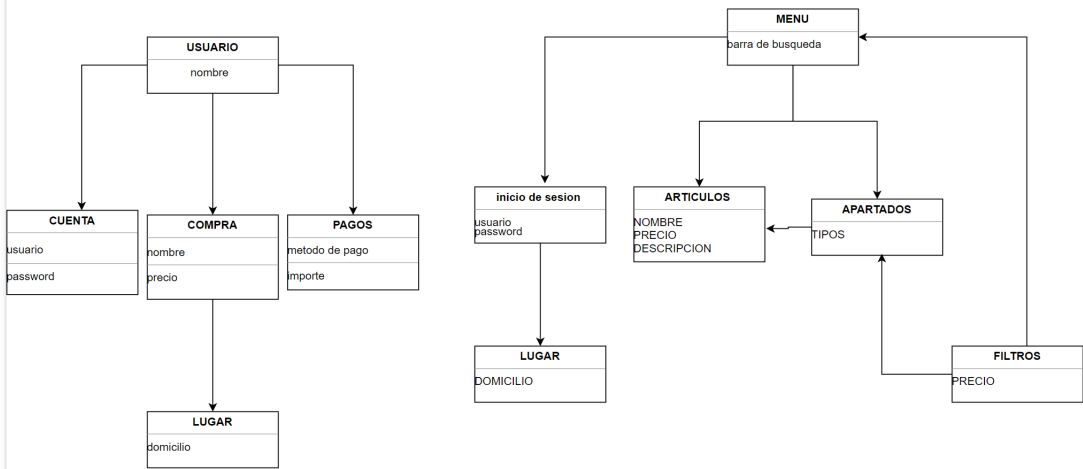 USUARIO
nombre
CUENTA
usuario
password
COMPRA
nombre
precio
PAGOS
metodo de pago
importe
LUGAR
domicilio
MENU
barra de busqueda
inicio de sesion
usuario
password
ARTICULOS
NOMBRE
PRECIO
DESCRIPCION
APARTADOS
TIPOS
LUGAR
DOMICILIO
FILTROS
PRECIO